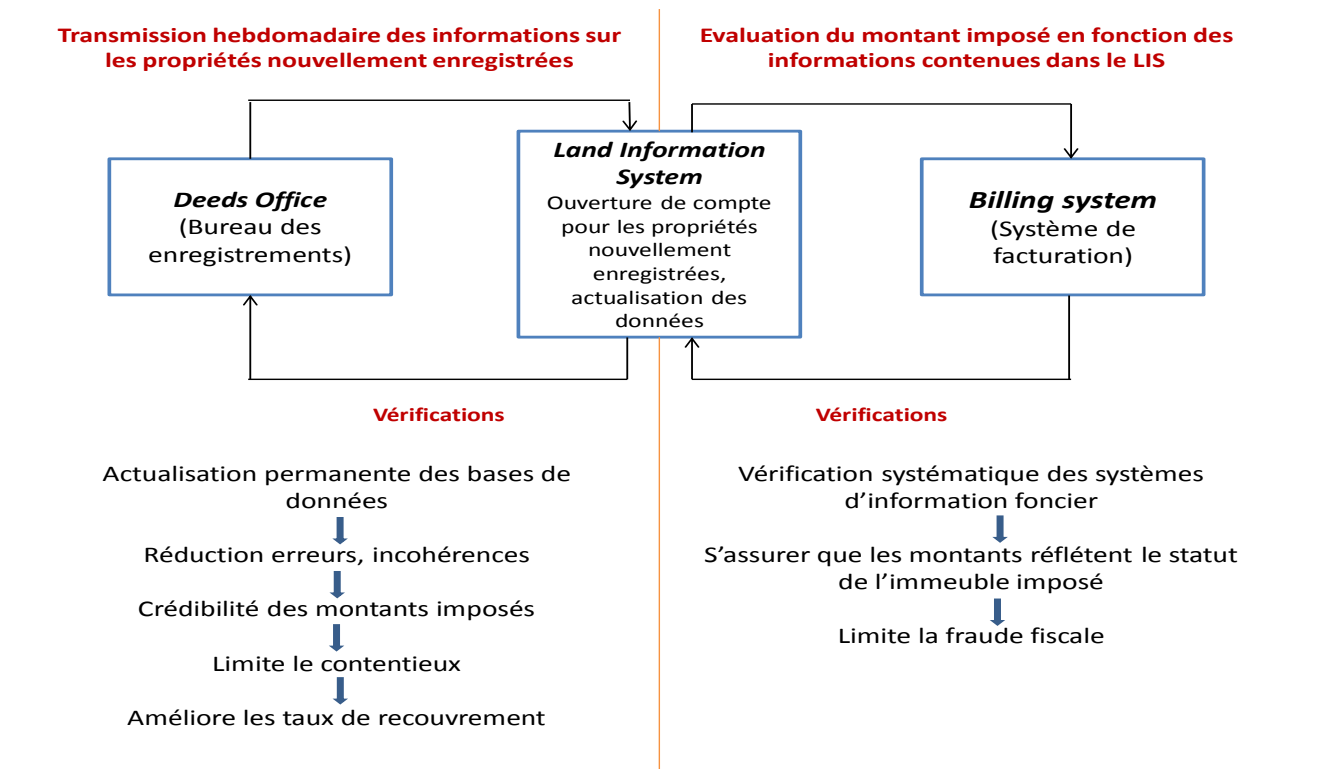 Transmission hebdomadaire des informations sur
les propriétés nouvellement enregistrées
Evaluation du montant imposé en fonction des
informations contenues dans le LIS
Deeds Office
(Bureau des
enregistrements)
Land Information
System
Ouverture de compte
pour les propriétés
nouvellement
enregistrées,
actualisation des
données
Billing system
(Système de
facturation)
Vérifications
Actualisation permanente des bases de
données
Réduction erreurs, incohérences
Crédibilité des montants imposés
Limite le contentieux
Améliore les taux de recouvrement
Vérifications
Vérification systématique des systèmes
d’information foncier
S’assurer que les montants réflétent le statut
de l’immeuble imposé
Limite la fraude fiscale